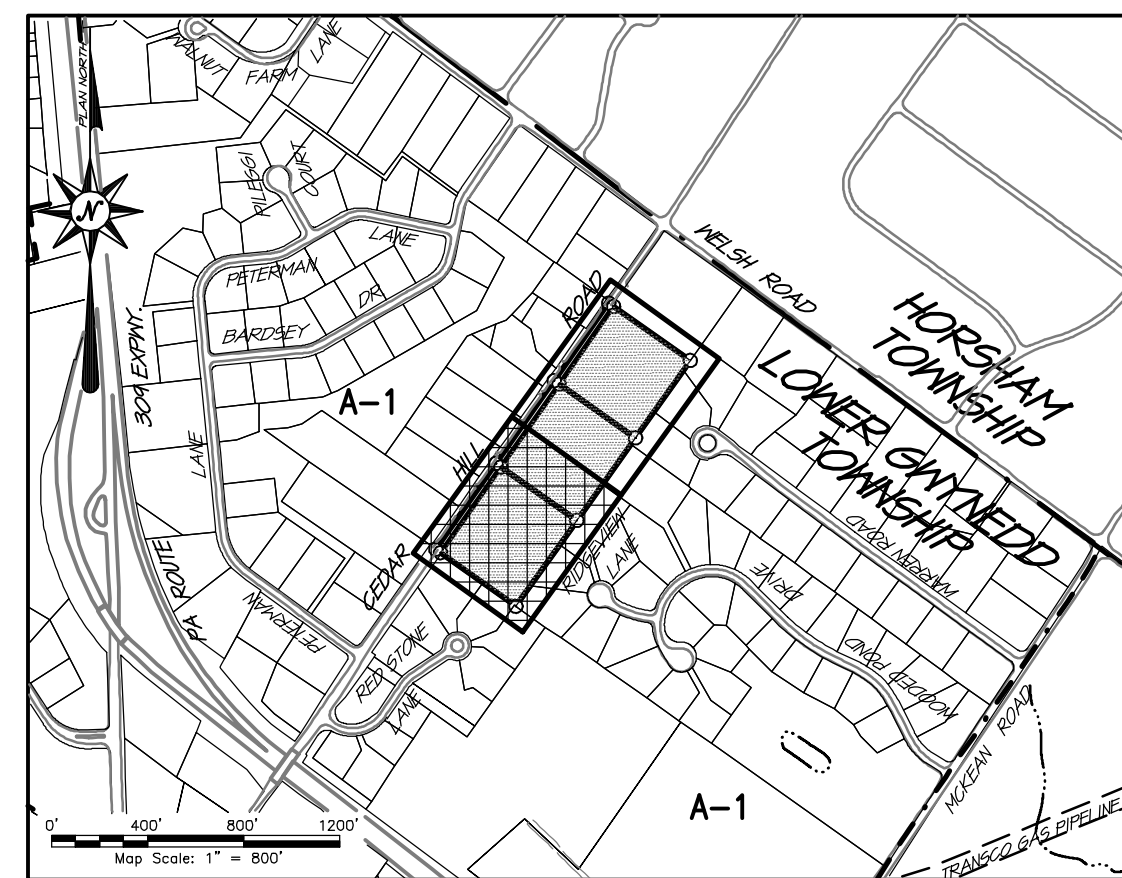 PLAN NORTH
N
WALNUT
FARM
LANE
PILEGGI
COURT
PETERMAN
LANE
BARDSEY
DR
309 EXPWY.
PA ROUTE
LANE
PETERMAN
A-1
CEDAR
HILL
ROAD
WELSH ROAD
HORSHAM
TOWNSHIP
LOWER GWYNEDD
TOWNSHIP
WARRAN ROAD
RIDGEVIEW
LANE
WOODED POND
DRIVE
RED STONE
LANE
MCKEAN ROAD
A-1
TRANSCO GAS PIPELINE
0' 400' 800' 1200'
Map Scale: 1" = 800'